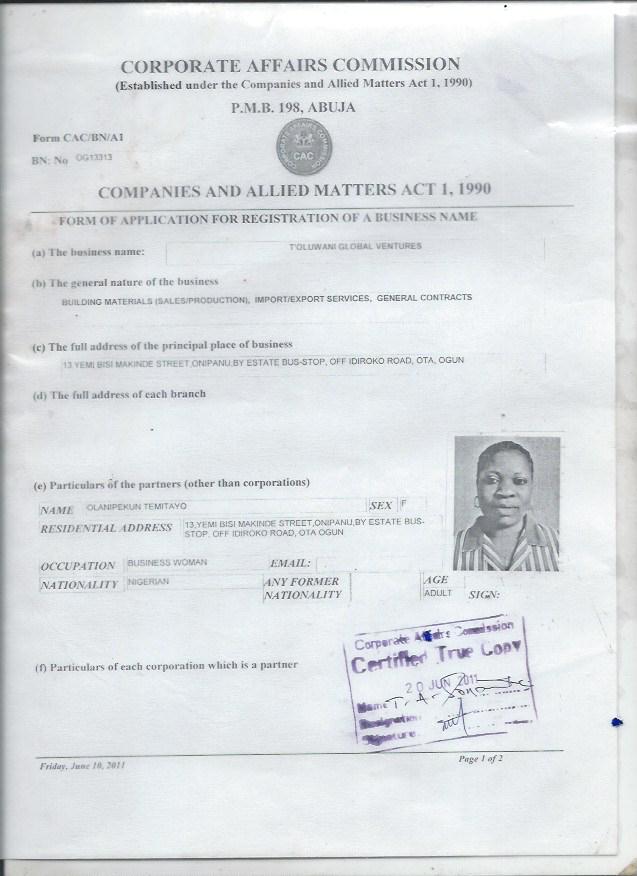 CORPORATE AFFAIRS COMMISSION
(Established under the Companies and Allied Matters Act 1, 1990)
P.M.B. 198, ABUJA
Form CAC/BN/A1
BN: No OG13313
CAC
COMPANIES AND ALLIED MATTERS ACT 1, 1990
FORM OF APPLICATION FOR REGISTRATION OF A BUSINESS NAME
(a) The business name: T'OLUWANI GLOBAL VENTURES
(b) The general nature of the business
BUILDING MATERIALS (SALES/PRODUCTION), IMPORT/EXPORT SERVICES, GENERAL CONTRACTS
(c) The full address of the principal place of business
13 YEMI BISI MAKINDE STREET,ONIPANU,BY ESTATE BUS-STOP, OFF IDIROKO ROAD, OTA, OGUN
(d) The full address of each branch
(e) Particulars of the partners (other than corporations)
NAME OLANIPEKUN TEMITAYO SEX F
RESIDENTIAL ADDRESS 13,YEMI BISI MAKINDE STREET,ONIPANU,BY ESTATE BUS-
STOP, OFF IDIROKO ROAD, OTA OGUN
OCCUPATION BUSINESS WOMAN EMAIL:
NATIONALITY NIGERIAN ANY FORMER NATIONALITY AGE ADULT SIGN:
(f) Particulars of each corporation which is a partner
Corporate Affairs Commission
Certified True Copy
20 JUN 2011
Name T. A.
Designation
Signature
Friday, June 10, 2011
Page 1 of 2